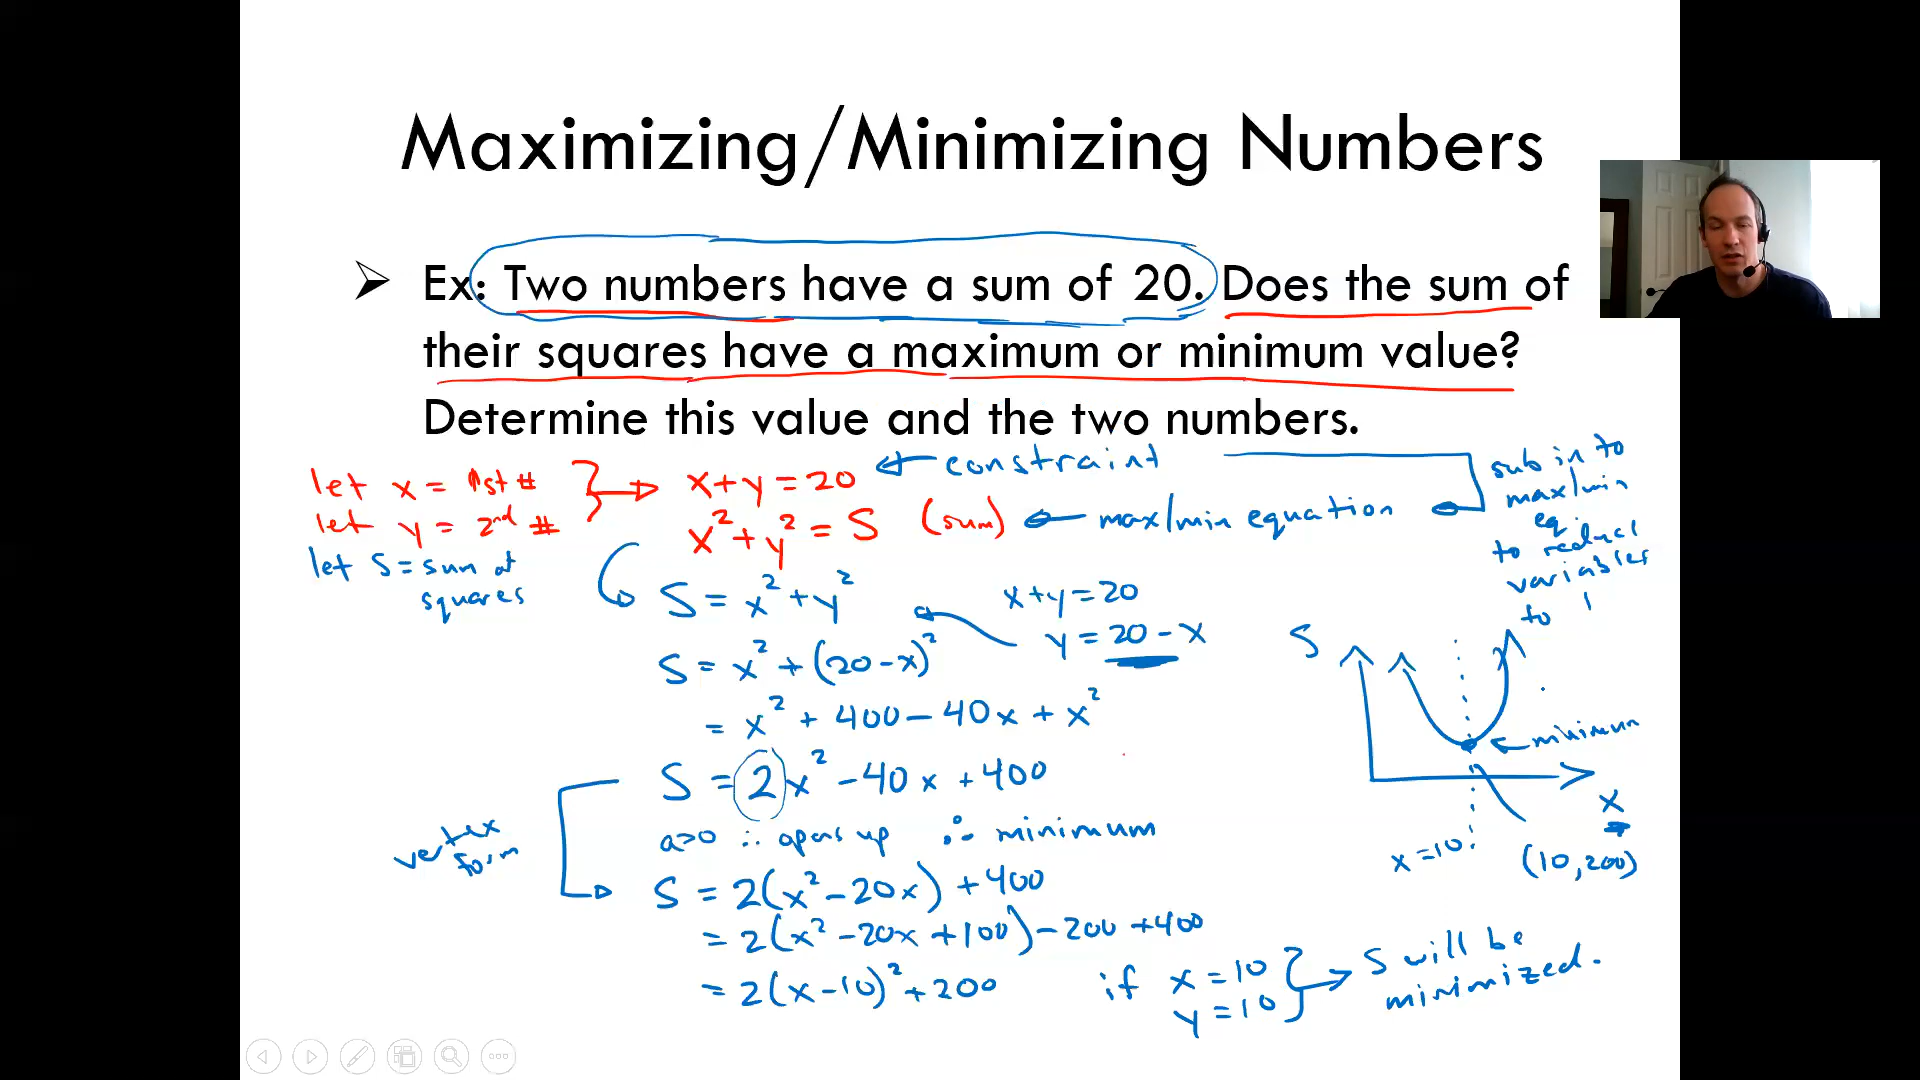 Maximizing/Minimizing Numbers
➢ Ex: Two numbers have a sum of 20. Does the sum of
their squares have a maximum or minimum value?
Determine this value and the two numbers.
let x = 1st #
let y = 2nd #
let S = sum of
squares
x + y = 20 ← constraint
x² + y² = S (sum) ← max/min equation
sub in to
max/min
eq
to reduce
variables
to 1
S = x² + y²
x + y = 20
y = 20 - x
S = x² + (20 - x)²
= x² + 400 - 40x + x²
S = 2x² - 40x + 400
a>0 ∴ opens up ∴ minimum
vertex
form
S = 2(x² - 20x) + 400
= 2(x² - 20x + 100) - 200 + 400
= 2(x - 10)² + 200
if x = 10
y = 10
S will be
minimized.
S
minimum
x
x = 10
(10, 200)